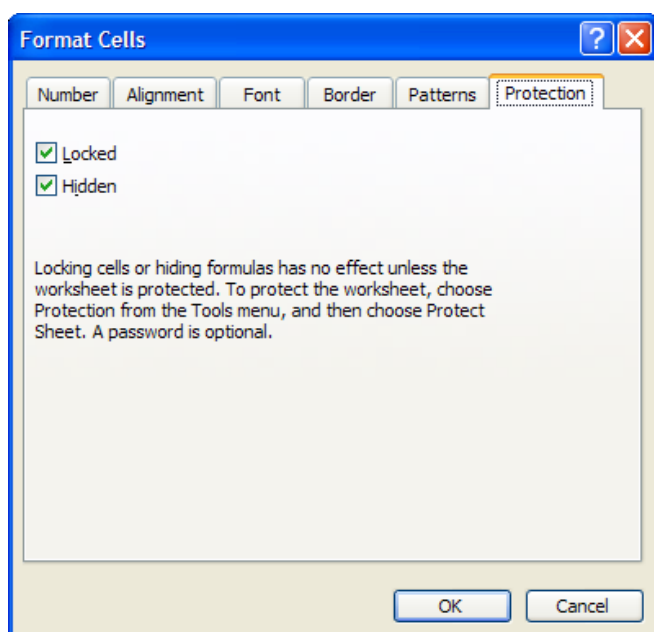 Format Cells
Number Alignment Font Border Patterns Protection
Locked
Hidden
Locking cells or hiding formulas has no effect unless the
worksheet is protected. To protect the worksheet, choose
Protection from the Tools menu, and then choose Protect
Sheet. A password is optional.
OK Cancel